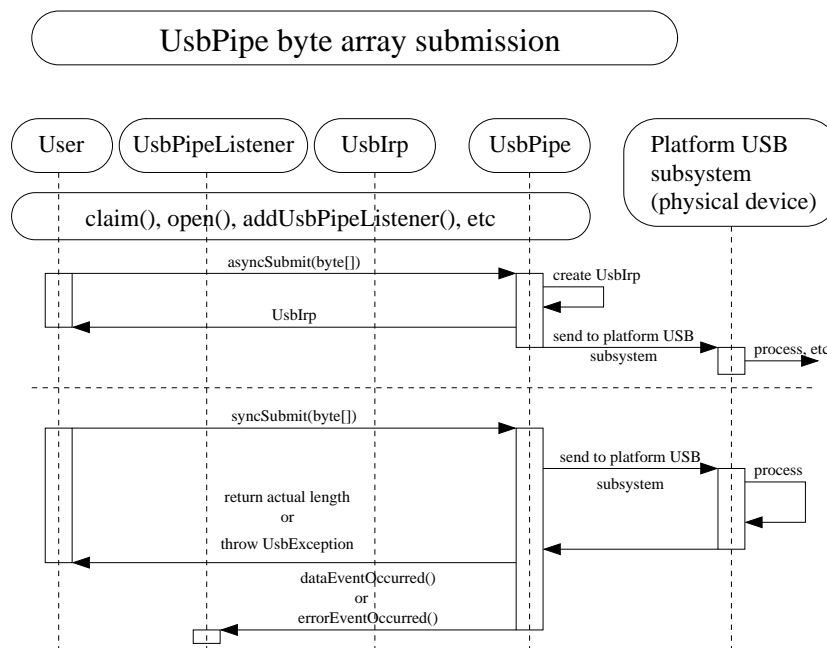 UsbPipe byte array submission
User
UsbPipeListener
UsbIrp
UsbPipe
Platform USB
subsystem
(physical device)
claim(), open(), addUsbPipeListener(), etc
asyncSubmit(byte[])
create UsbIrp
UsbIrp
send to platform USB
subsystem
process, etc
syncSubmit(byte[])
send to platform USB
subsystem
process
return actual length
or
throw UsbException
dataEventOccurred()
or
errorEventOccurred()